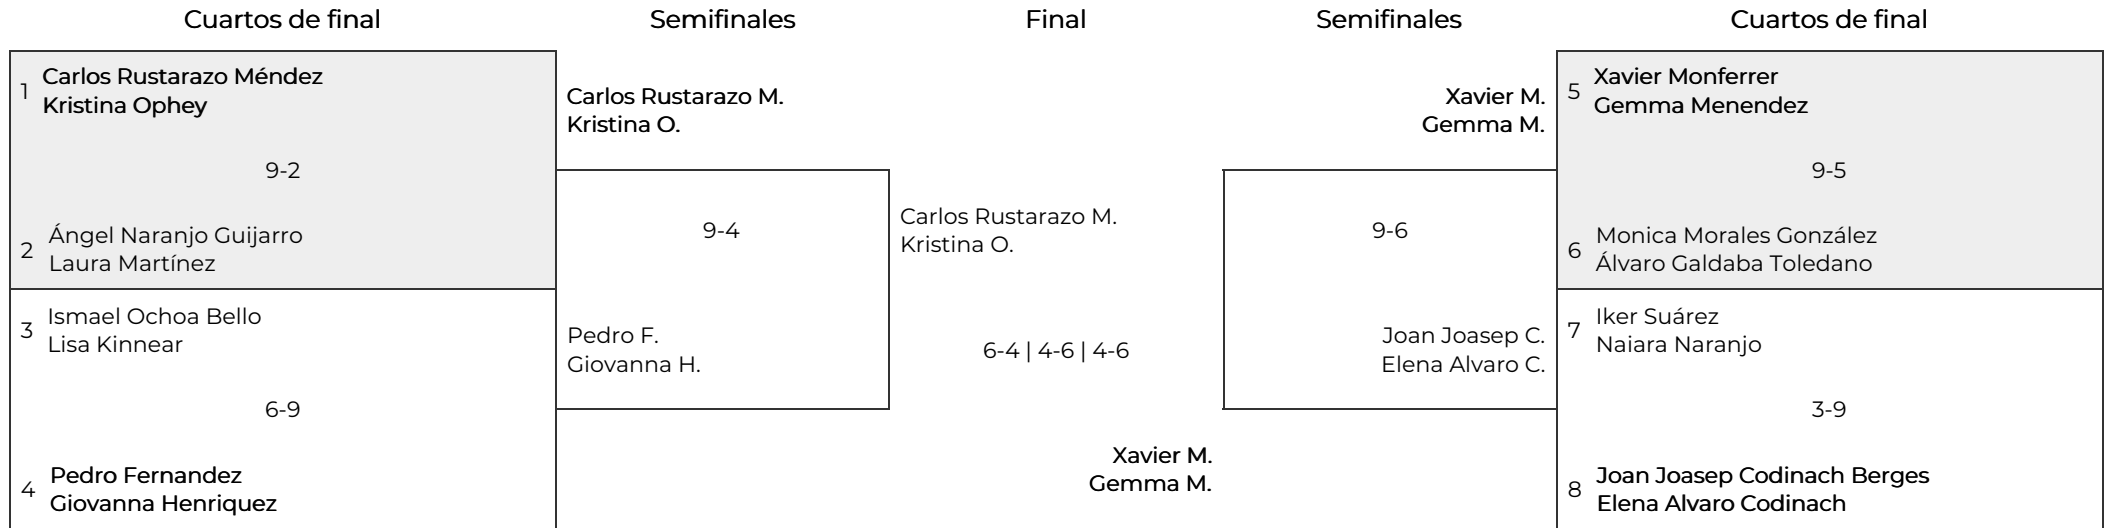 Cuartos de final
Semifinales
Final
Semifinales
Cuartos de final
1
Carlos Rustarazo Méndez
Kristina Ophey
9-2
2
Ángel Naranjo Guijarro
Laura Martínez
3
Ismael Ochoa Bello
Lisa Kinnear
6-9
4
Pedro Fernandez
Giovanna Henriquez
Carlos Rustarazo M.
Kristina O.
9-4
Pedro F.
Giovanna H.
Carlos Rustarazo M.
Kristina O.
6-4 | 4-6 | 4-6
Xavier M.
Gemma M.
Xavier M.
Gemma M.
9-6
Joan Joasep C.
Elena Alvaro C.
5
Xavier Monferrer
Gemma Menendez
9-5
6
Monica Morales González
Álvaro Galdaba Toledano
7
Iker Suárez
Naiara Naranjo
3-9
8
Joan Joasep Codinach Berges
Elena Alvaro Codinach